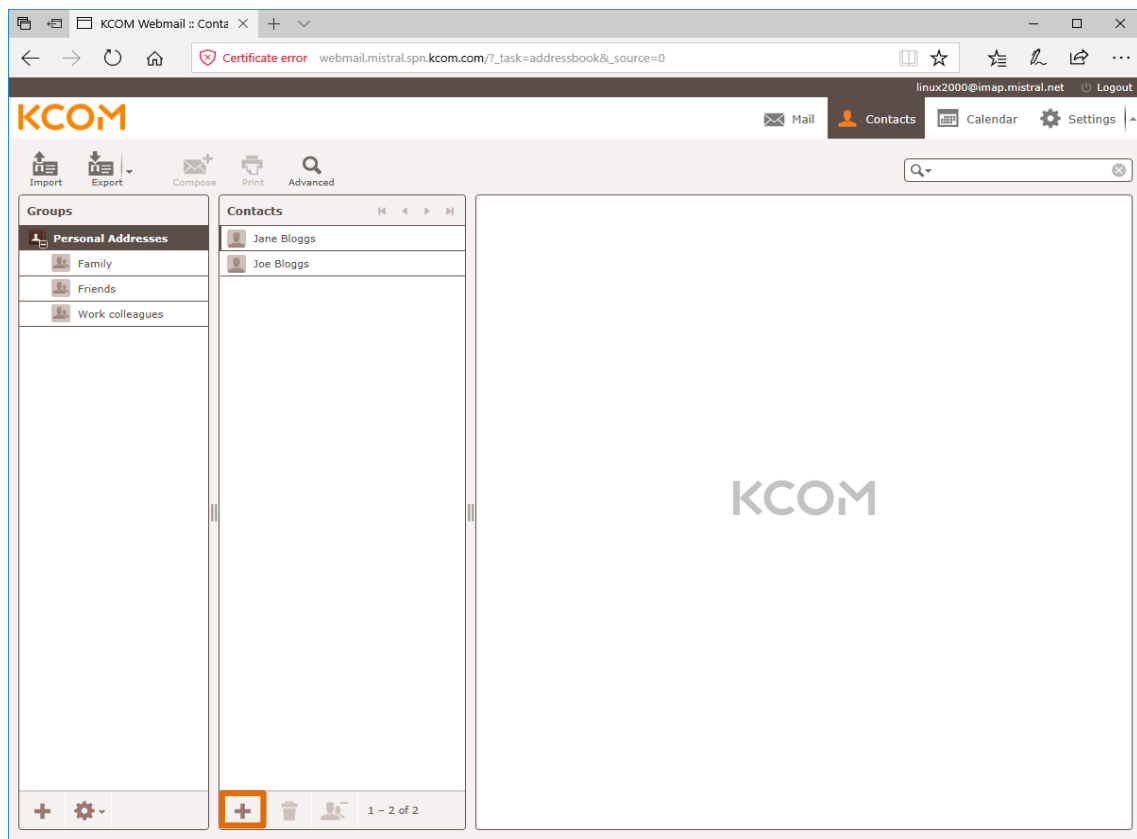 KCOM Webmail :: Conta
Certificate error webmail.mistral.spn.kcom.com/?_task=addressbook&_source=0
linux2000@imap.mistral.net Logout
KCOM
Mail Contacts Calendar Settings
Import Export Compose Print Advanced
Groups
Personal Addresses
Family
Friends
Work colleagues
Contacts
Jane Bloggs
Joe Bloggs
KCOM
1 – 2 of 2